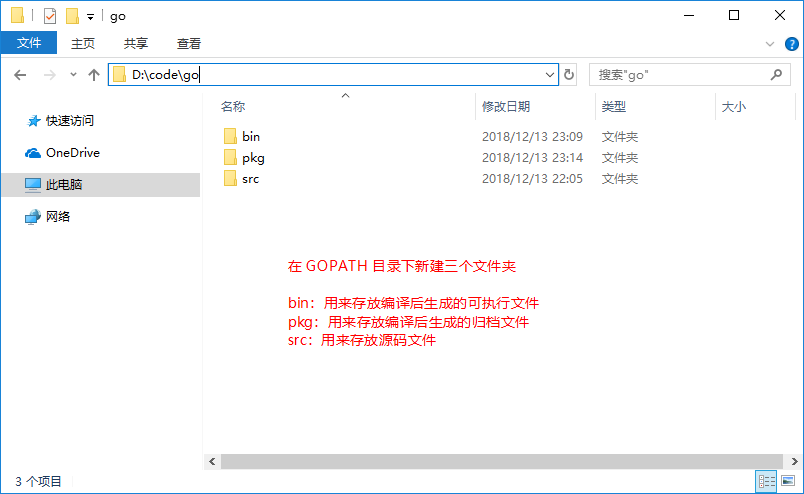 go
文件 主页 共享 查看
D:\code\go 搜索"go"
名称 修改日期 类型 大小
快速访问
OneDrive
此电脑
网络
bin 2018/12/13 23:09 文件夹
pkg 2018/12/13 23:14 文件夹
src 2018/12/13 22:05 文件夹
在 GOPATH 目录下新建三个文件夹
bin：用来存放编译后生成的可执行文件
pkg：用来存放编译后生成的归档文件
src：用来存放源码文件
3 个项目